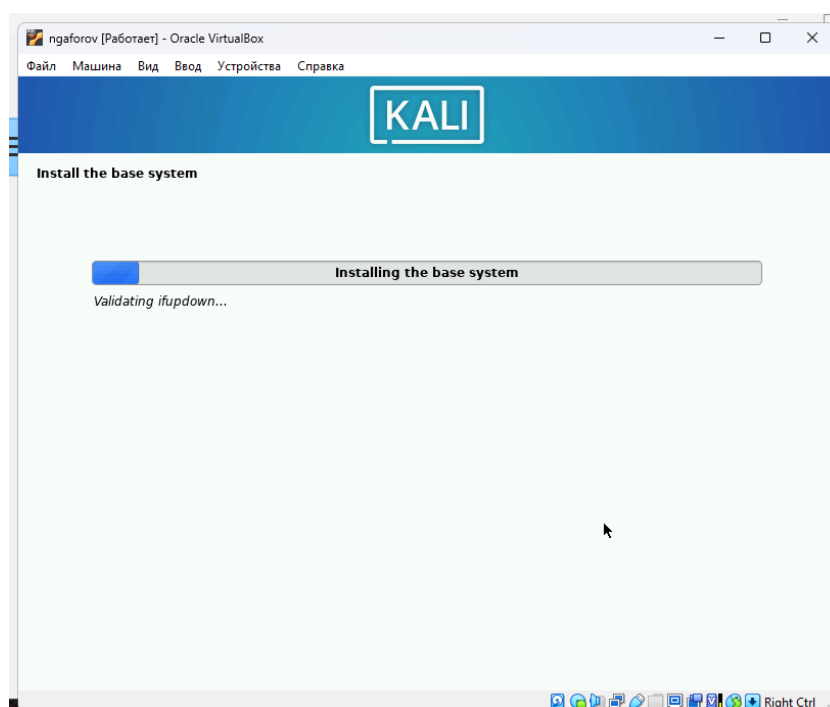 ngaforov [Работает] - Oracle VirtualBox
Файл Машина Вид Ввод Устройства Справка
KALI
Install the base system
Installing the base system
Validating ifupdown...
Right Ctrl